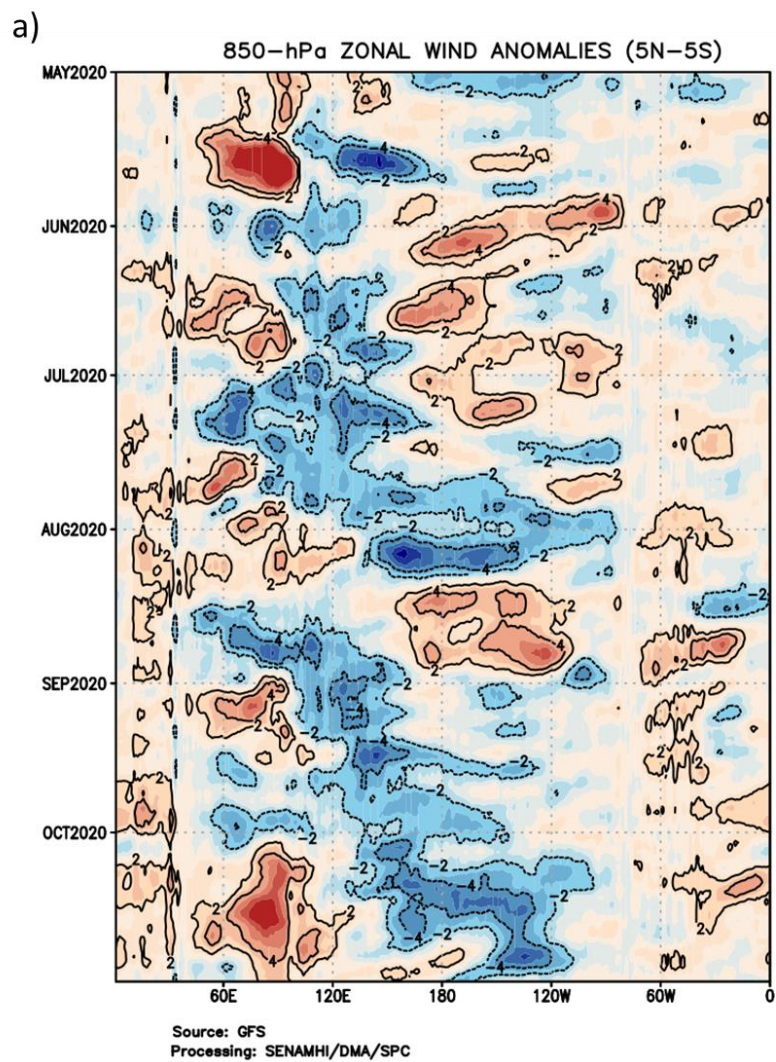 a)
850-hPa ZONAL WIND ANOMALIES (5N-5S)
MAY2020
JUN2020
JUL2020
AUG2020
SEP2020
OCT2020
60E 120E 180 120W 60W 0
Source: GFS
Processing: SENAMHI/DMA/SPC